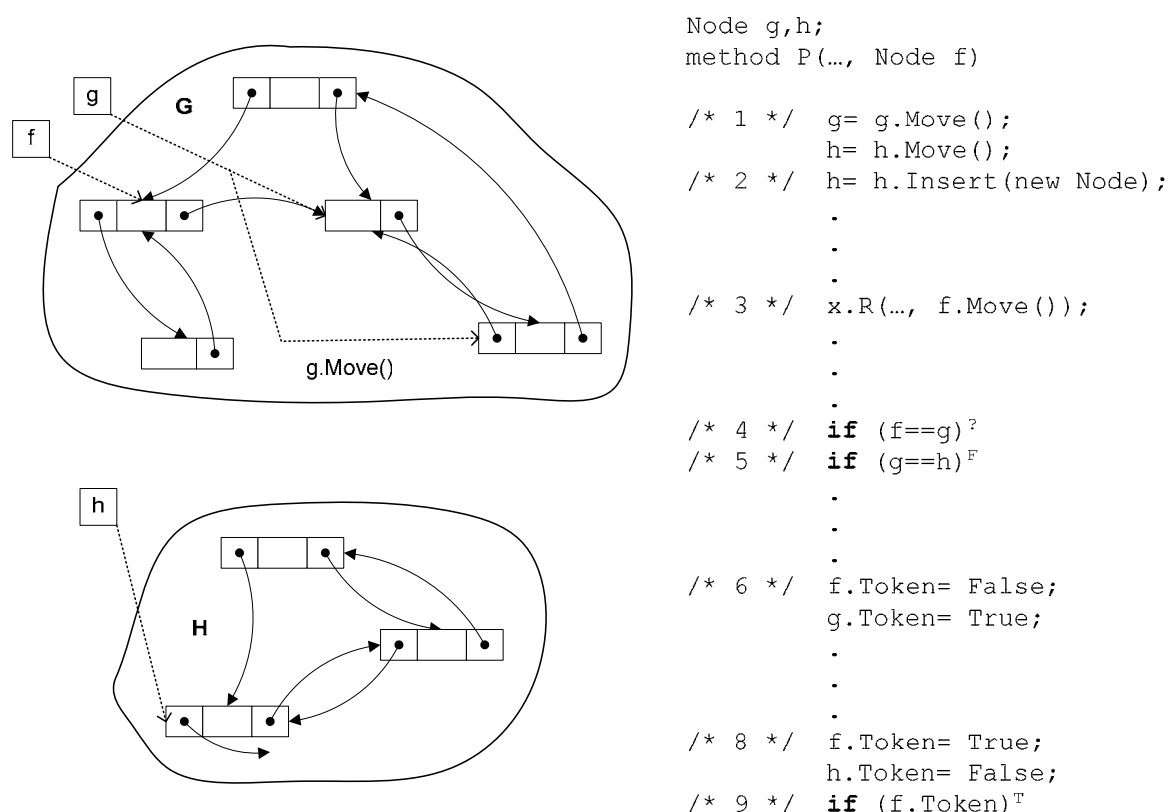 G
g
f
g.Move()
h
H
Node g,h;
method P(…, Node f)
/* 1 */ g= g.Move();
h= h.Move();
/* 2 */ h= h.Insert(new Node);
.
.
.
/* 3 */ x.R(…, f.Move());
.
.
.
/* 4 */ if (f==g)?
/* 5 */ if (g==h)F
.
.
.
/* 6 */ f.Token= False;
g.Token= True;
.
.
.
/* 8 */ f.Token= True;
h.Token= False;
/* 9 */ if (f.Token)T